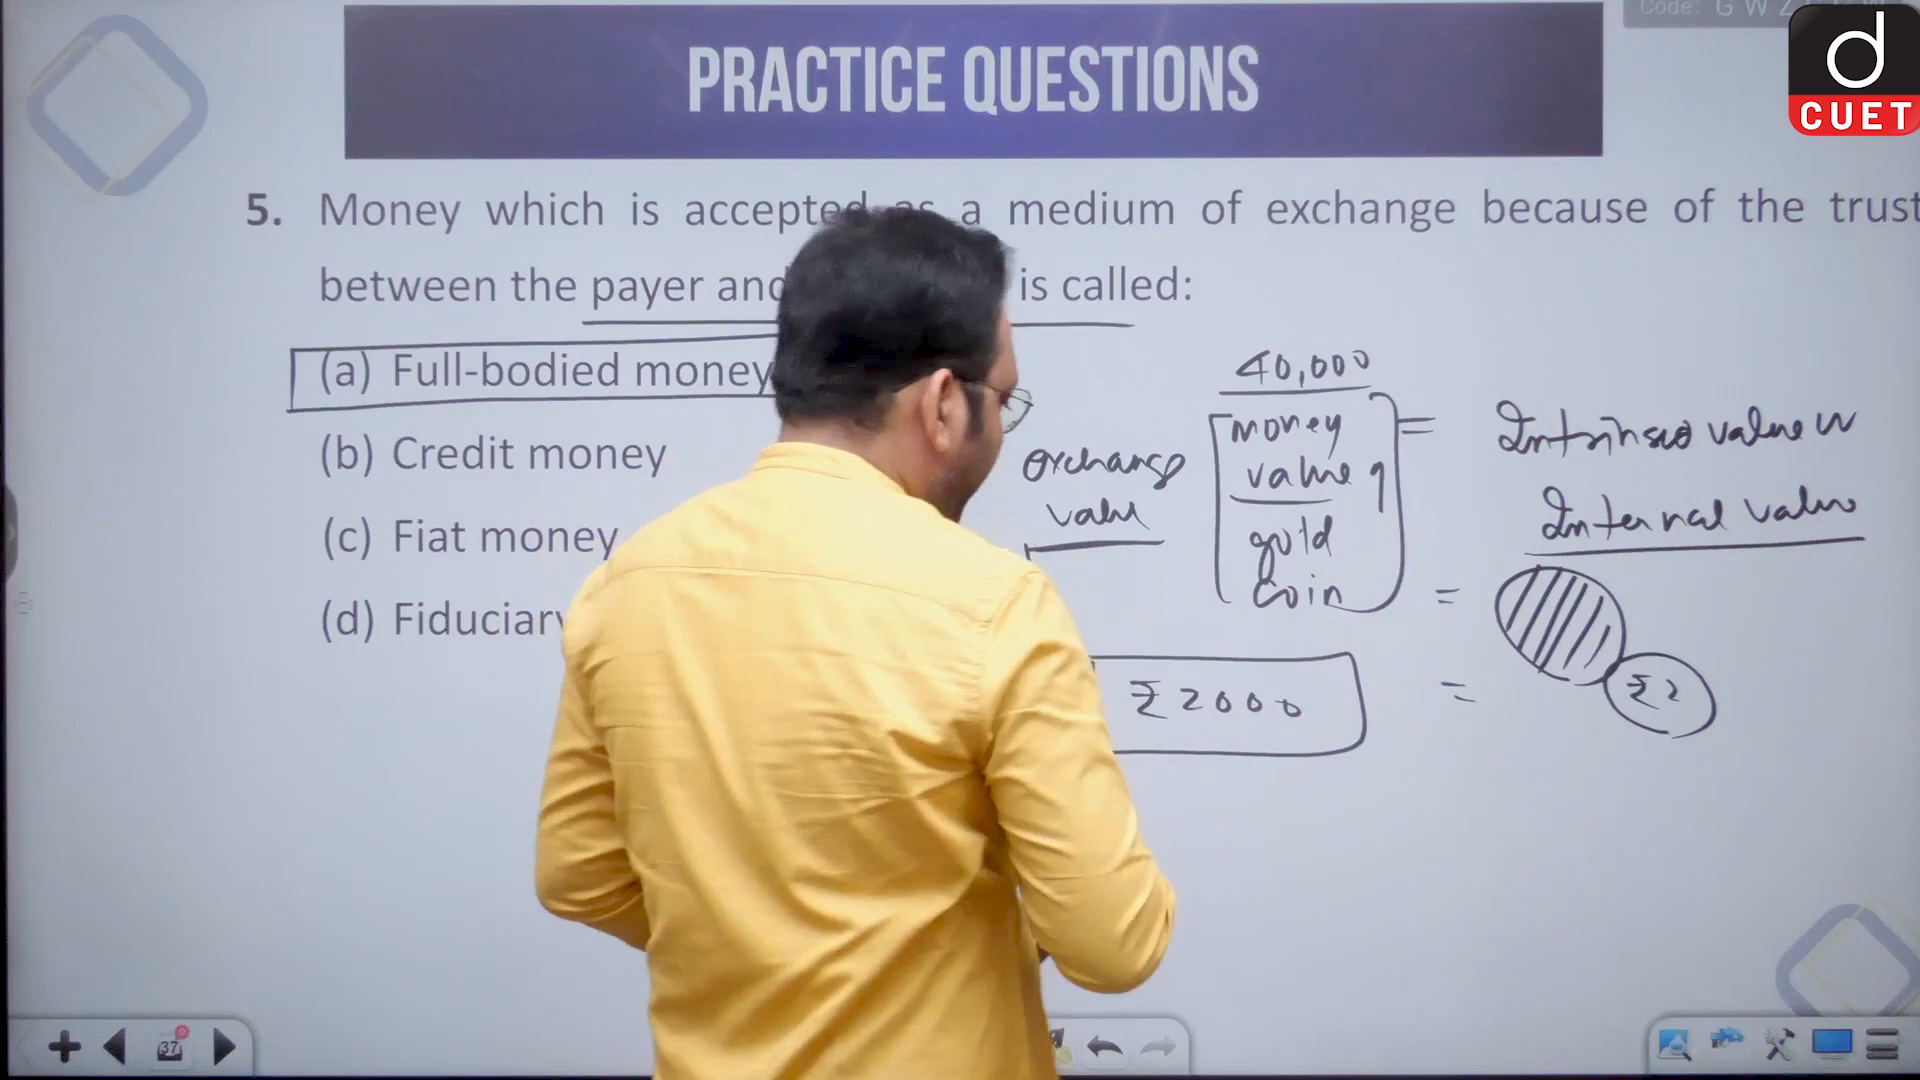 Code: G W Z
d
CUET
PRACTICE QUESTIONS
5. Money which is accepted as a medium of exchange because of the trust
between the payer and is called:
(a) Full-bodied money
(b) Credit money
(c) Fiat money
(d) Fiduciary
40,000
money
value
gold
coin
exchange
value
=
Intrinsic value
Internal value
=
₹2000
=
₹2
37